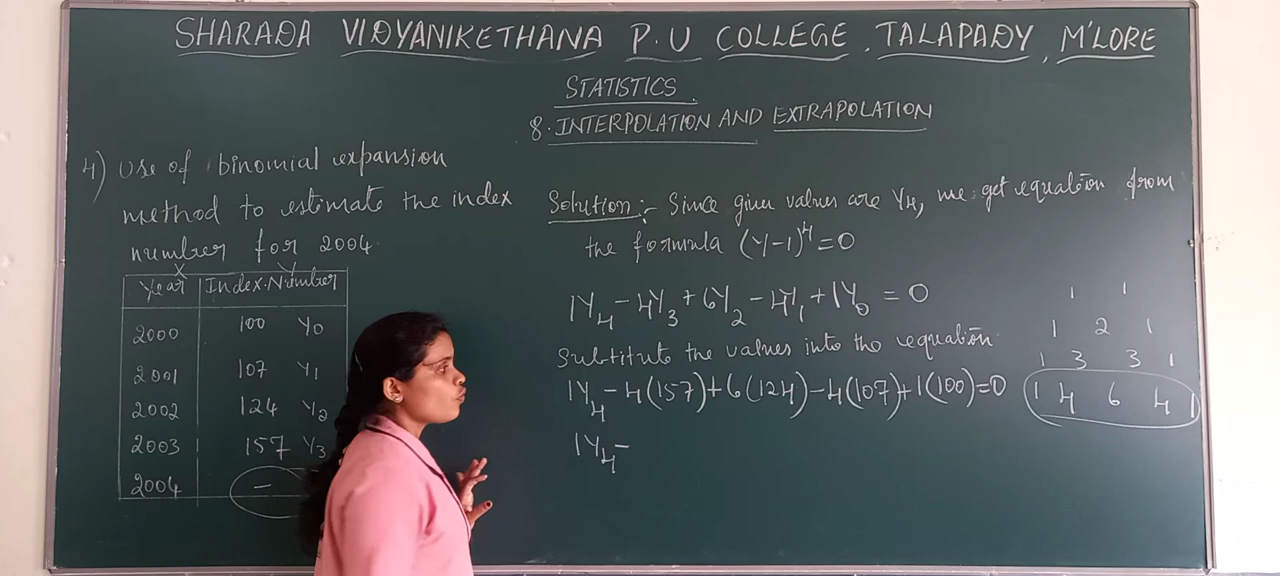 SHARADA VIDYANIKETHANA P.U COLLEGE, TALAPADY, M'LORE
STATISTICS
8. INTERPOLATION AND EXTRAPOLATION
4) Use of binomial expansion
method to estimate the index
number for 2004.
X Y
Year Index.Number
2000 100 Y₀
2001 107 Y₁
2002 124 Y₂
2003 157 Y₃
2004 –
Solution:- Since given values are Y₄, we get equation from
the formula (Y-1)⁴=0
1Y₄ - 4Y₃ + 6Y₂ - 4Y₁ + 1Y₀ = 0
Substitute the values into the equation
1Y₄ - 4(157) + 6(124) - 4(107) + 1(100) = 0
1Y₄ -
1 1
1 2 1
1 3 3 1
1 4 6 4 1